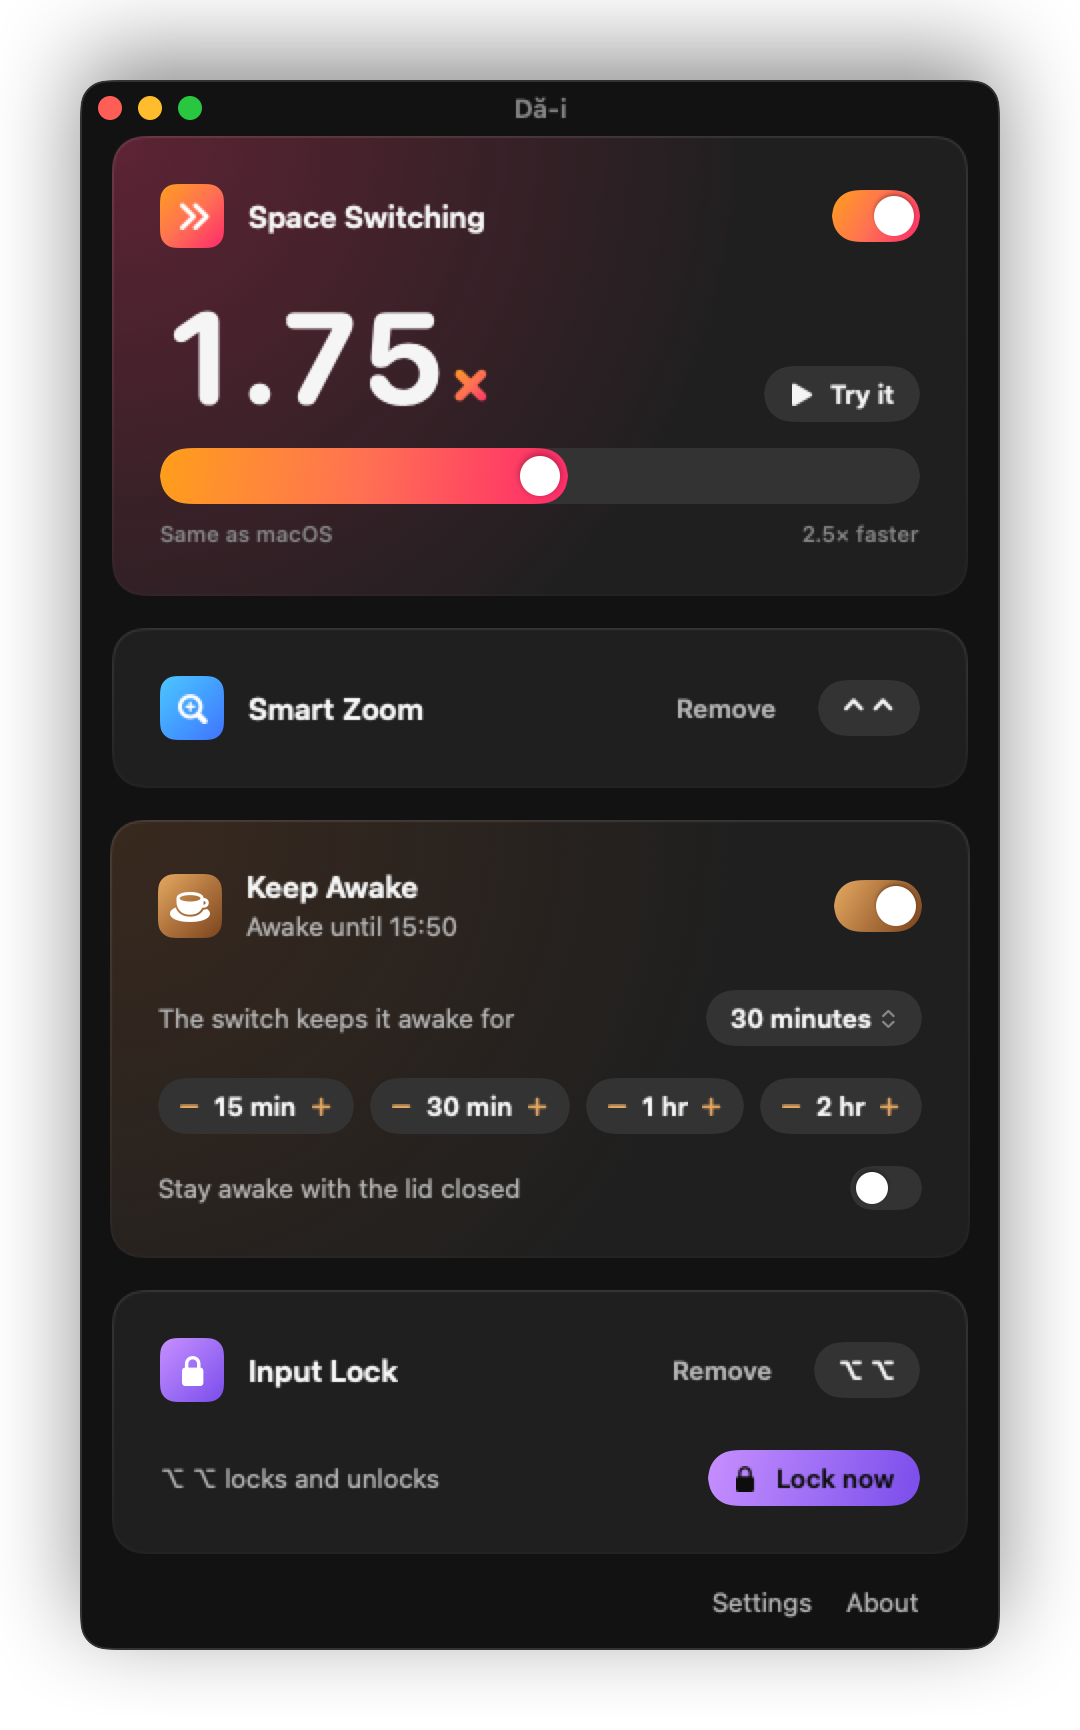 Dă-i
Space Switching
1.75×
Try it
Same as macOS
2.5× faster
Smart Zoom
Remove
⌃⌃
Keep Awake
Awake until 15:50
The switch keeps it awake for
30 minutes
− 15 min +
− 30 min +
− 1 hr +
− 2 hr +
Stay awake with the lid closed
Input Lock
Remove
⌥⌥
⌥⌥ locks and unlocks
Lock now
Settings
About